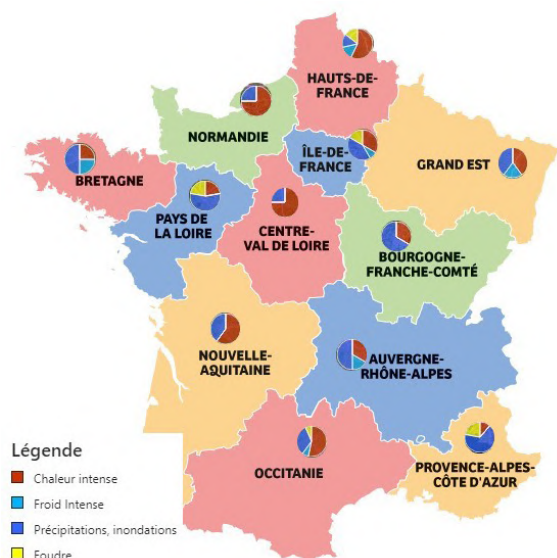 HAUTS-DE-
FRANCE
NORMANDIE
ÎLE-DE-
FRANCE
GRAND EST
BRETAGNE
PAYS DE
LA LOIRE
CENTRE-
VAL DE LOIRE
BOURGOGNE-
FRANCHE-COMTÉ
NOUVELLE-
AQUITAINE
AUVERGNE-
RHÔNE-ALPES
OCCITANIE
PROVENCE-ALPES-
CÔTE D'AZUR
Légende
Chaleur intense
Froid Intense
Précipitations, inondations
Foudre